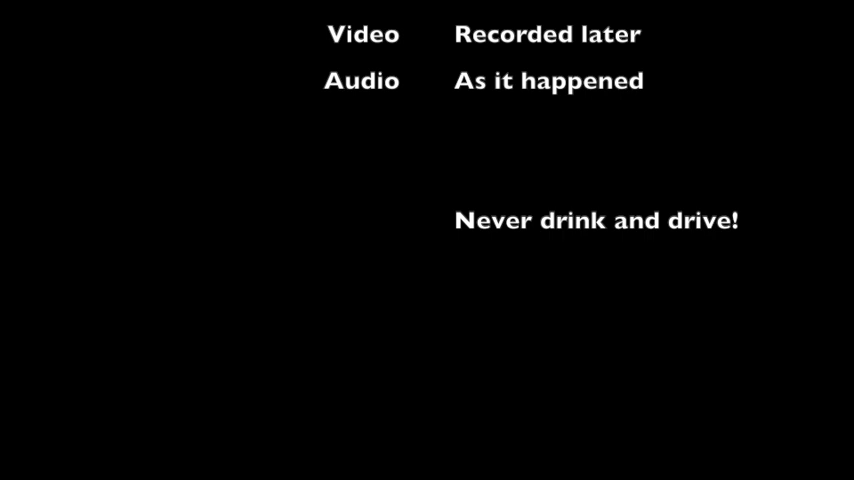 Video Recorded later
Audio As it happened
Never drink and drive!